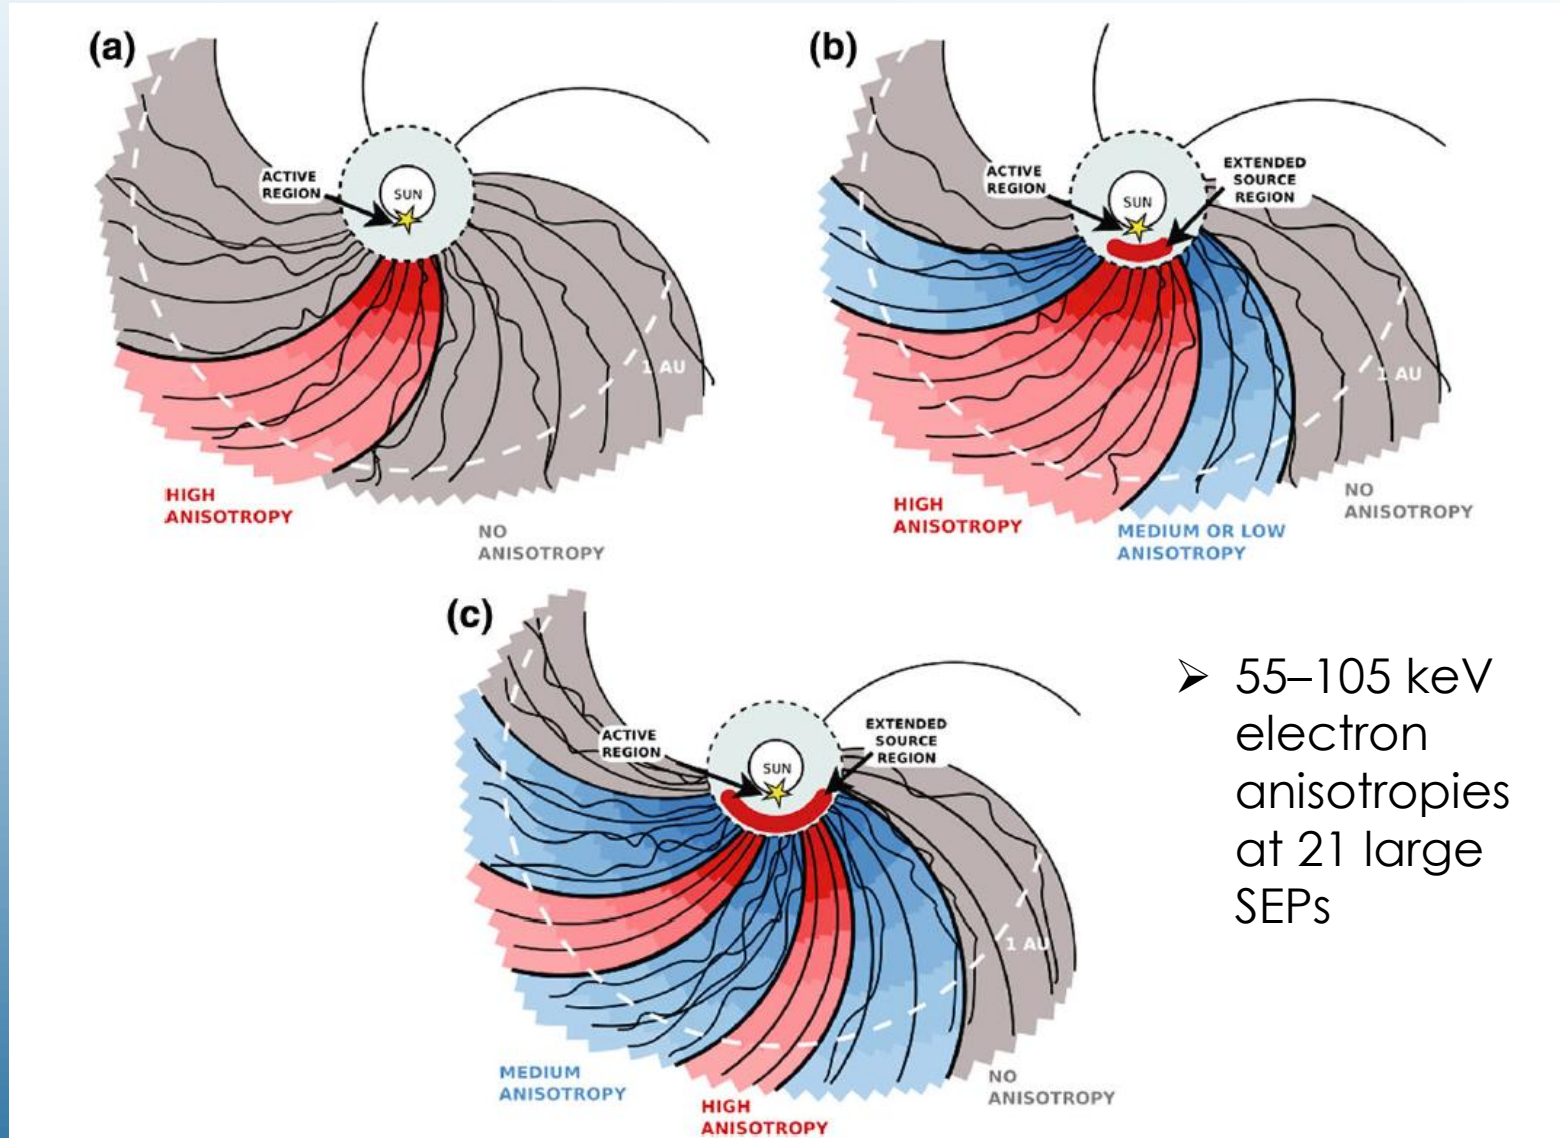 (a)
ACTIVE
REGION
SUN
1 AU
HIGH
ANISOTROPY
NO
ANISOTROPY
(b)
ACTIVE
REGION
SUN
EXTENDED
SOURCE
REGION
1 AU
HIGH
ANISOTROPY
MEDIUM OR LOW
ANISOTROPY
NO
ANISOTROPY
(c)
ACTIVE
REGION
SUN
EXTENDED
SOURCE
REGION
1 AU
MEDIUM
ANISOTROPY
HIGH
ANISOTROPY
NO
ANISOTROPY
➢ 55–105 keV
electron
anisotropies
at 21 large
SEPs